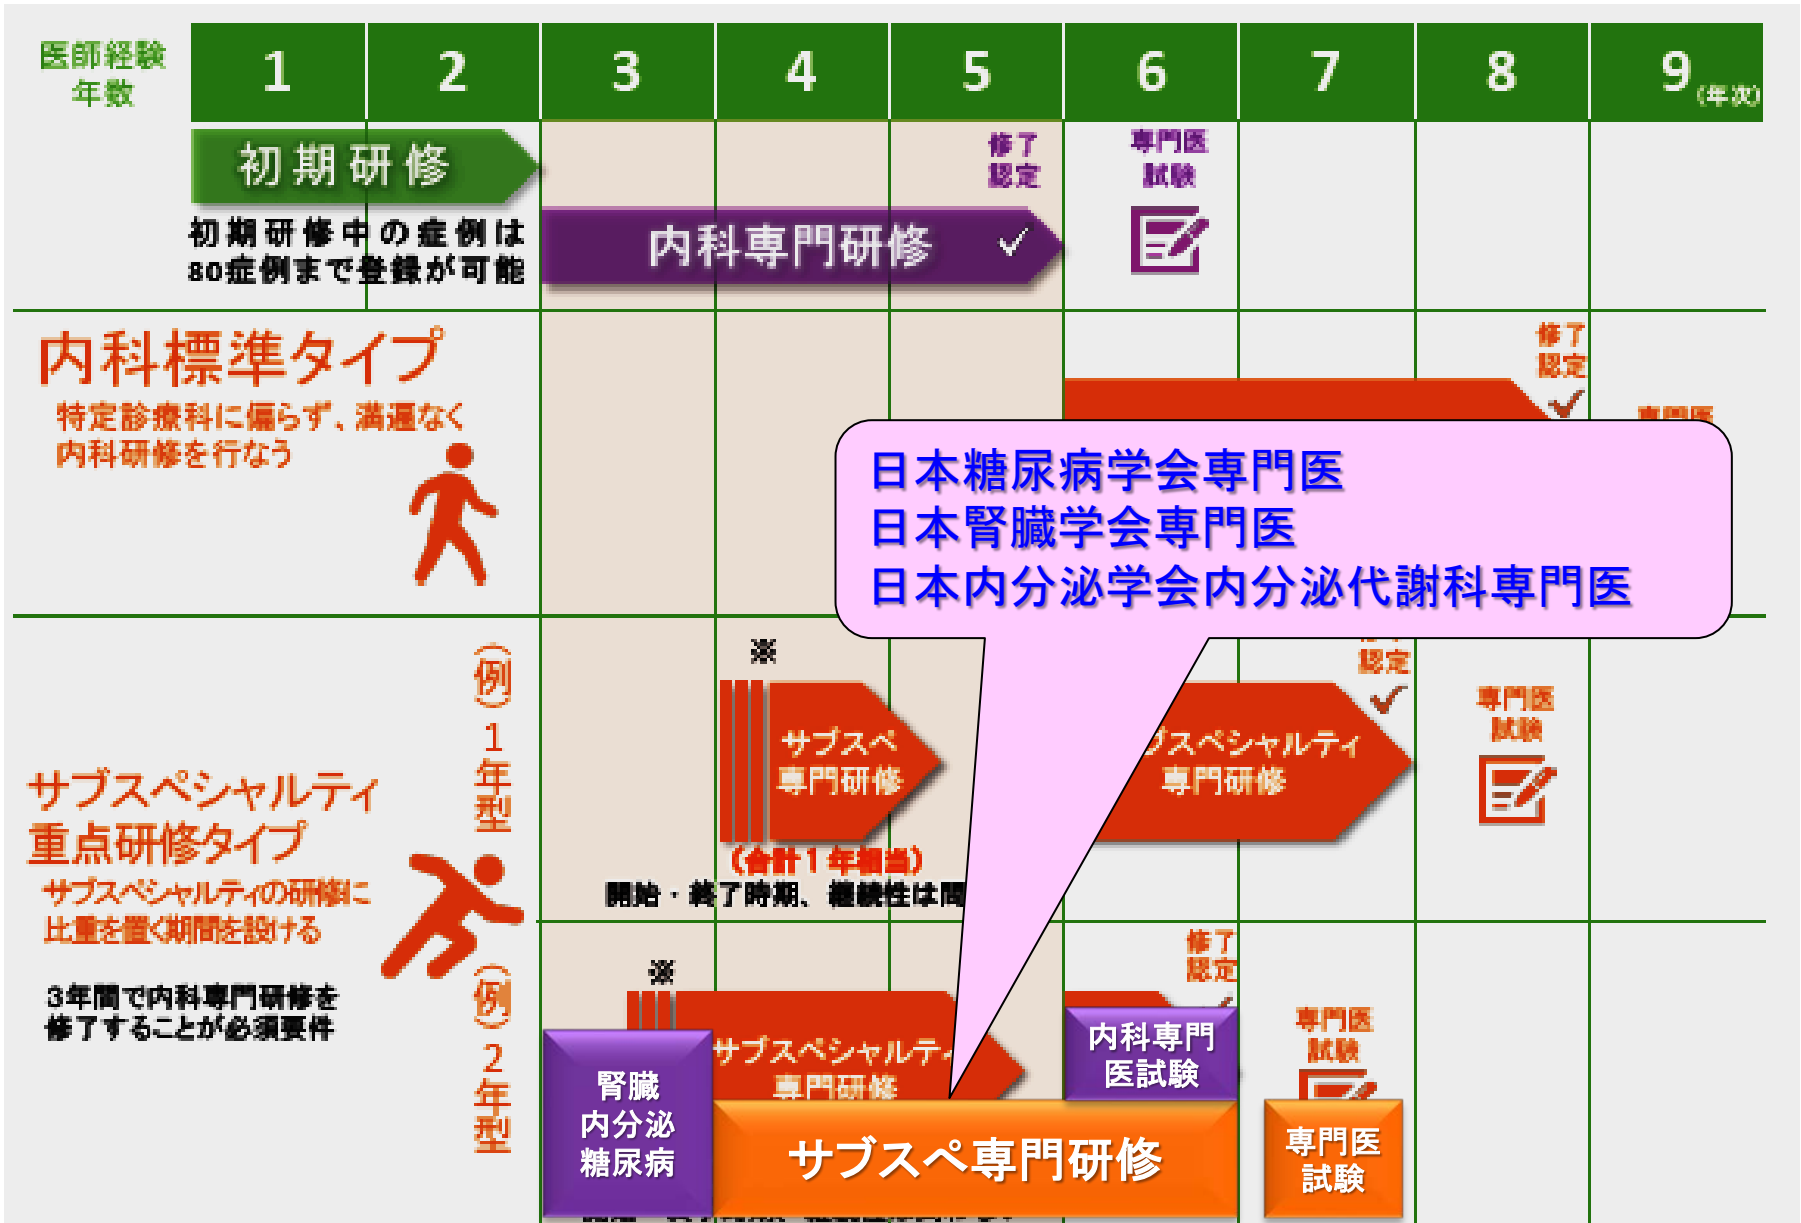 医師経験
年数
1 2 3 4 5 6 7 8 9(年次)
初期研修
初期研修中の症例は
80症例まで登録が可能
内科専門研修
修了
認定
専門医
試験
内科標準タイプ
特定診療科に偏らず、満遍なく
内科研修を行なう
修了
認定
専門医
日本糖尿病学会専門医
日本腎臓学会専門医
日本内分泌学会内分泌代謝科専門医
サブスペシャルティ
重点研修タイプ
サブスペシャルティの研修に
比重を置く期間を設ける
3年間で内科専門研修を
修了することが必須要件
(例)1年型
※
サブスペ
専門研修
(合計1年相当)
開始・終了時期、継続性は問
ブスペシャルティ
専門研修
認定
専門医
試験
(例)2年型
※
サブスペシャルティ
専門研修
修了
認定
専門医
試験
腎臓
内分泌
糖尿病
サブスペ専門研修
内科専門
医試験
専門医
試験